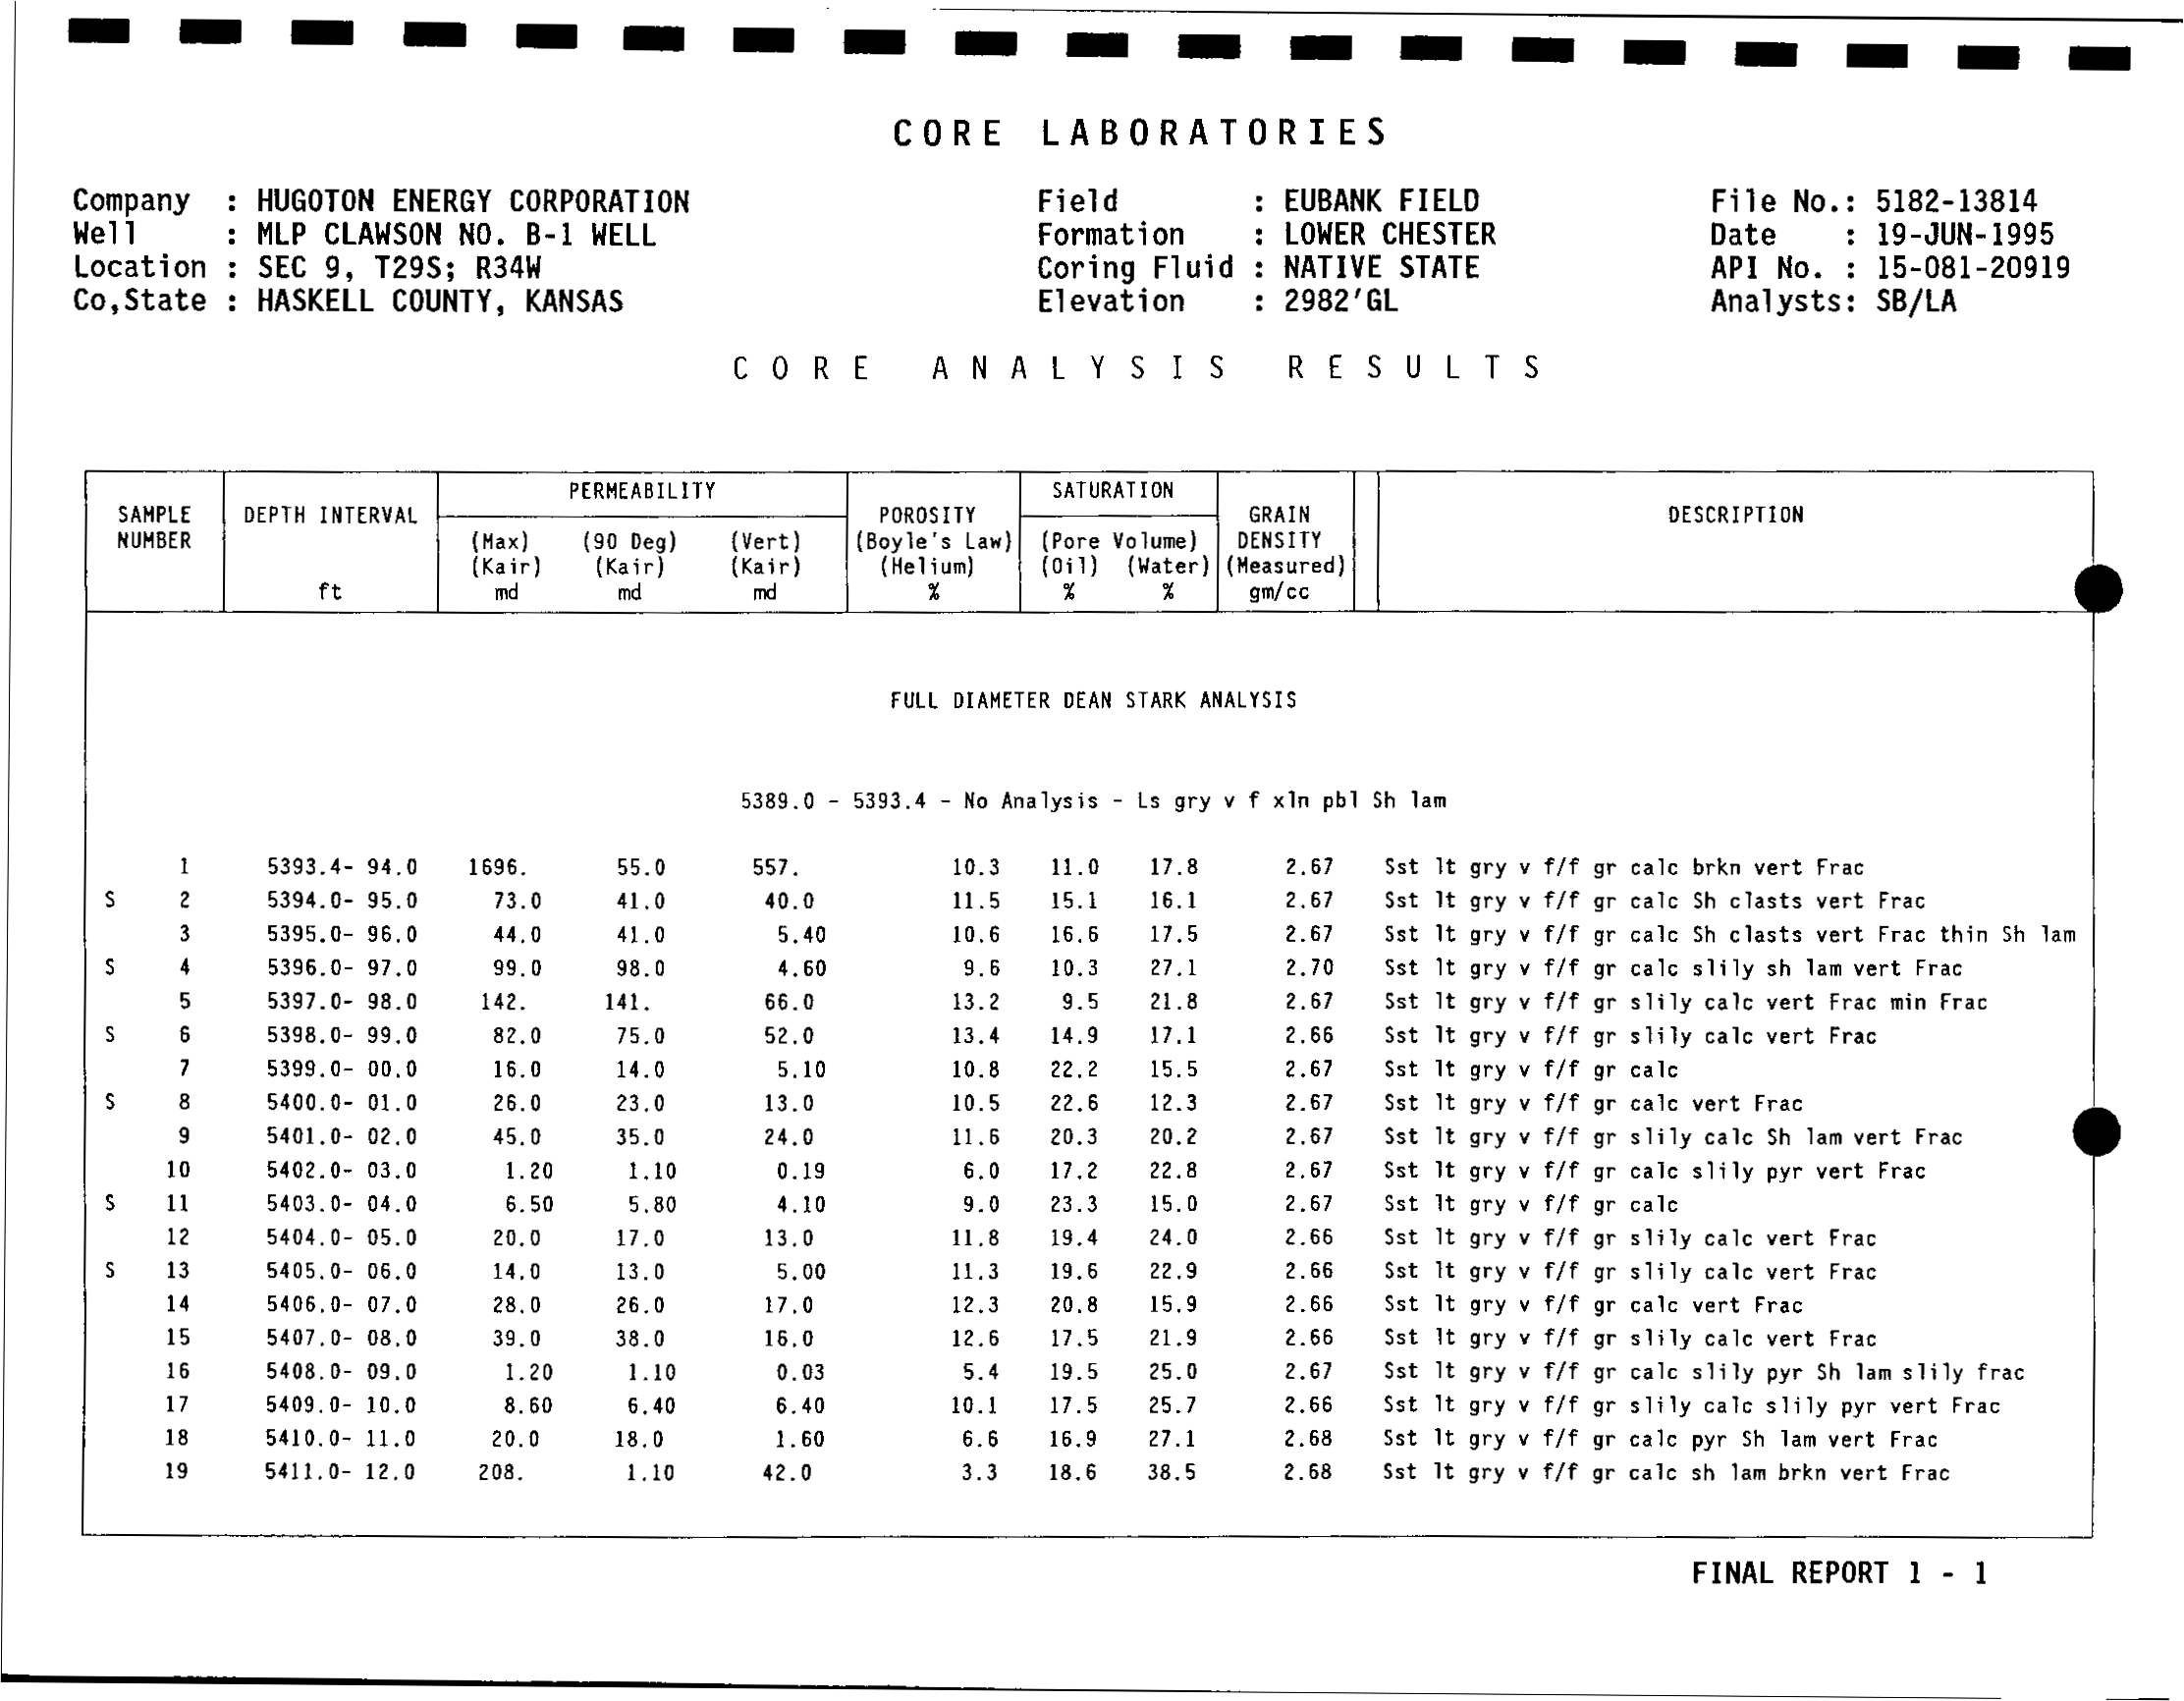 CORE LABORATORIES
Company : HUGOTON ENERGY CORPORATION Field : EUBANK FIELD File No.: 5182-13814
Well : MLP CLAWSON NO. B-1 WELL Formation : LOWER CHESTER Date : 19-JUN-1995
Location : SEC 9, T29S; R34W Coring Fluid : NATIVE STATE API No. : 15-081-20919
Co,State : HASKELL COUNTY, KANSAS Elevation : 2982'GL Analysts: SB/LA
CORE ANALYSIS RESULTS
PERMEABILITY SATURATION
SAMPLE DEPTH INTERVAL POROSITY GRAIN DESCRIPTION
NUMBER (Max) (90 Deg) (Vert) (Boyle's Law) (Pore Volume) DENSITY
(Kair) (Kair) (Kair) (Helium) (Oil) (Water) (Measured)
ft md md md % % % gm/cc
FULL DIAMETER DEAN STARK ANALYSIS
5389.0 - 5393.4 - No Analysis - Ls gry v f xln pbl Sh lam
1 5393.4- 94.0 1696. 55.0 557. 10.3 11.0 17.8 2.67 Sst lt gry v f/f gr calc brkn vert Frac
S 2 5394.0- 95.0 73.0 41.0 40.0 11.5 15.1 16.1 2.67 Sst lt gry v f/f gr calc Sh clasts vert Frac
3 5395.0- 96.0 44.0 41.0 5.40 10.6 16.6 17.5 2.67 Sst lt gry v f/f gr calc Sh clasts vert Frac thin Sh lam
S 4 5396.0- 97.0 99.0 98.0 4.60 9.6 10.3 27.1 2.70 Sst lt gry v f/f gr calc slily sh lam vert Frac
5 5397.0- 98.0 142. 141. 66.0 13.2 9.5 21.8 2.67 Sst lt gry v f/f gr slily calc vert Frac min Frac
S 6 5398.0- 99.0 82.0 75.0 52.0 13.4 14.9 17.1 2.66 Sst lt gry v f/f gr slily calc vert Frac
7 5399.0- 00.0 16.0 14.0 5.10 10.8 22.2 15.5 2.67 Sst lt gry v f/f gr calc
S 8 5400.0- 01.0 26.0 23.0 13.0 10.5 22.6 12.3 2.67 Sst lt gry v f/f gr calc vert Frac
9 5401.0- 02.0 45.0 35.0 24.0 11.6 20.3 20.2 2.67 Sst lt gry v f/f gr slily calc Sh lam vert Frac
10 5402.0- 03.0 1.20 1.10 0.19 6.0 17.2 22.8 2.67 Sst lt gry v f/f gr calc slily pyr vert Frac
S 11 5403.0- 04.0 6.50 5.80 4.10 9.0 23.3 15.0 2.67 Sst lt gry v f/f gr calc
12 5404.0- 05.0 20.0 17.0 13.0 11.8 19.4 24.0 2.66 Sst lt gry v f/f gr slily calc vert Frac
S 13 5405.0- 06.0 14.0 13.0 5.00 11.3 19.6 22.9 2.66 Sst lt gry v f/f gr slily calc vert Frac
14 5406.0- 07.0 28.0 26.0 17.0 12.3 20.8 15.9 2.66 Sst lt gry v f/f gr calc vert Frac
15 5407.0- 08.0 39.0 38.0 16.0 12.6 17.5 21.9 2.66 Sst lt gry v f/f gr slily calc vert Frac
16 5408.0- 09.0 1.20 1.10 0.03 5.4 19.5 25.0 2.67 Sst lt gry v f/f gr calc slily pyr Sh lam slily frac
17 5409.0- 10.0 8.60 6.40 6.40 10.1 17.5 25.7 2.66 Sst lt gry v f/f gr slily calc slily pyr vert Frac
18 5410.0- 11.0 20.0 18.0 1.60 6.6 16.9 27.1 2.68 Sst lt gry v f/f gr calc pyr Sh lam vert Frac
19 5411.0- 12.0 208. 1.10 42.0 3.3 18.6 38.5 2.68 Sst lt gry v f/f gr calc sh lam brkn vert Frac
FINAL REPORT 1 - 1